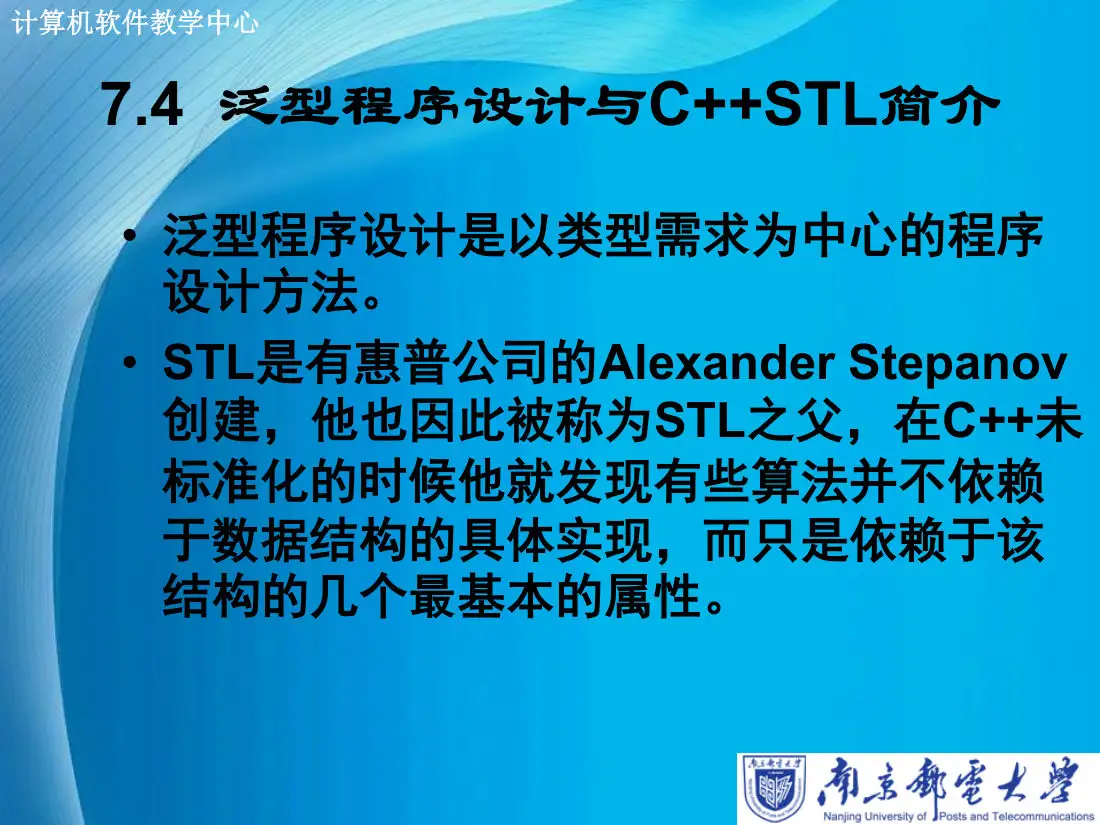 计算机软件教学中心
7.4 泛型程序设计与C++STL简介
• 泛型程序设计是以类型需求为中心的程序
设计方法。
• STL是有惠普公司的Alexander Stepanov
创建，他也因此被称为STL之父，在C++未
标准化的时候他就发现有些算法并不依赖
于数据结构的具体实现，而只是依赖于该
结构的几个最基本的属性。
南京邮电大学
南京郵電大學
Nanjing University of Posts and Telecommunications